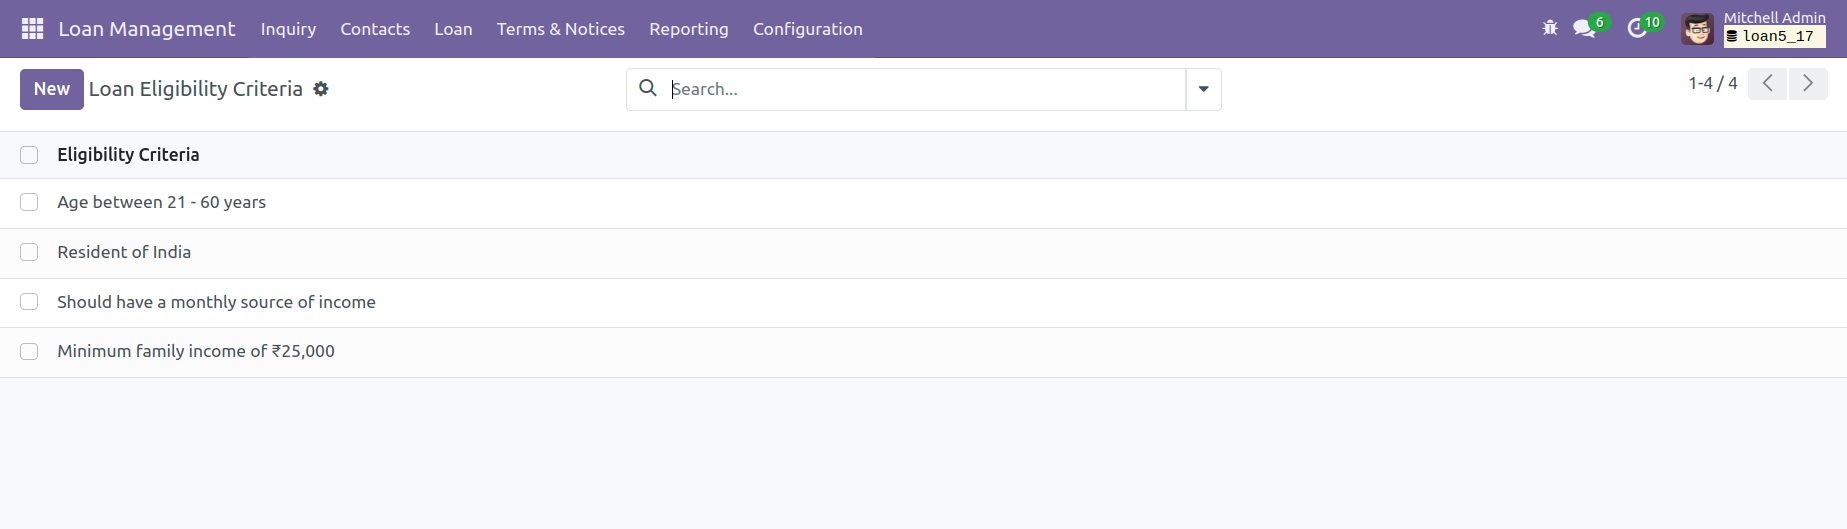 Loan Management Inquiry Contacts Loan Terms & Notices Reporting Configuration 6 10 Mitchell Admin
loan5_17
New Loan Eligibility Criteria Search... 1-4 / 4
Eligibility Criteria
Age between 21 - 60 years
Resident of India
Should have a monthly source of income
Minimum family income of ₹25,000